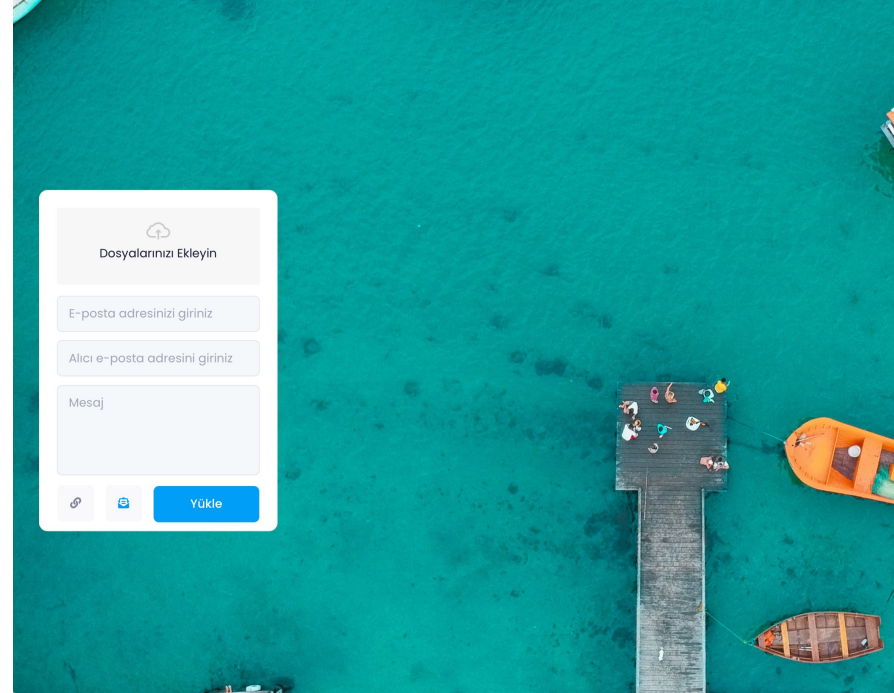 Dosyalarınızı Ekleyin
E-posta adresinizi giriniz
Alıcı e-posta adresini giriniz
Mesaj
Yükle